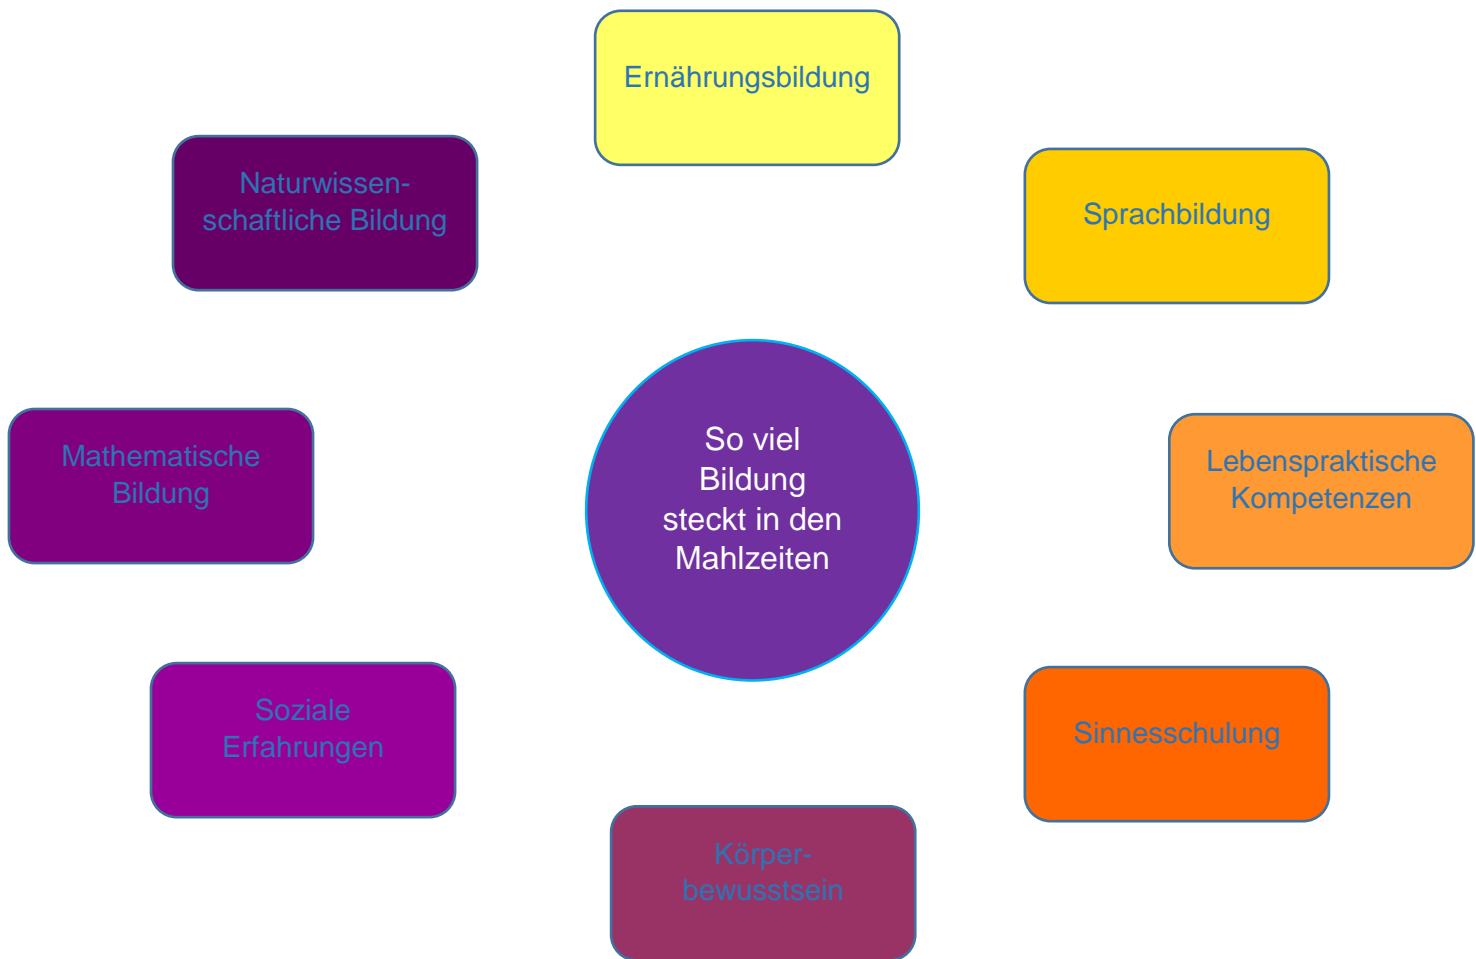 Ernährungsbildung
Naturwissen-
schaftliche Bildung
Sprachbildung
So viel
Bildung
steckt in den
Mahlzeiten
Mathematische
Bildung
Lebenspraktische
Kompetenzen
Soziale
Erfahrungen
Sinnesschulung
Körper-
bewusstsein